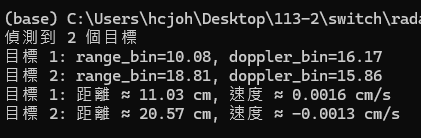 (base) C:\Users\hcjoh\Desktop\113-2\switch\rada
偵測到 2 個目標
目標 1: range_bin=10.08, doppler_bin=16.17
目標 2: range_bin=18.81, doppler_bin=15.86
目標 1: 距離 ≈ 11.03 cm, 速度 ≈ 0.0016 cm/s
目標 2: 距離 ≈ 20.57 cm, 速度 ≈ -0.0013 cm/s